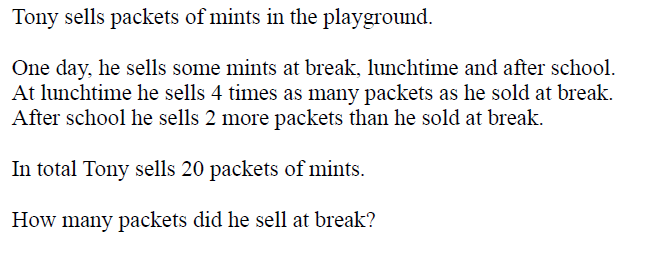 Tony sells packets of mints in the playground.
One day, he sells some mints at break, lunchtime and after school.
At lunchtime he sells 4 times as many packets as he sold at break.
After school he sells 2 more packets than he sold at break.
In total Tony sells 20 packets of mints.
How many packets did he sell at break?